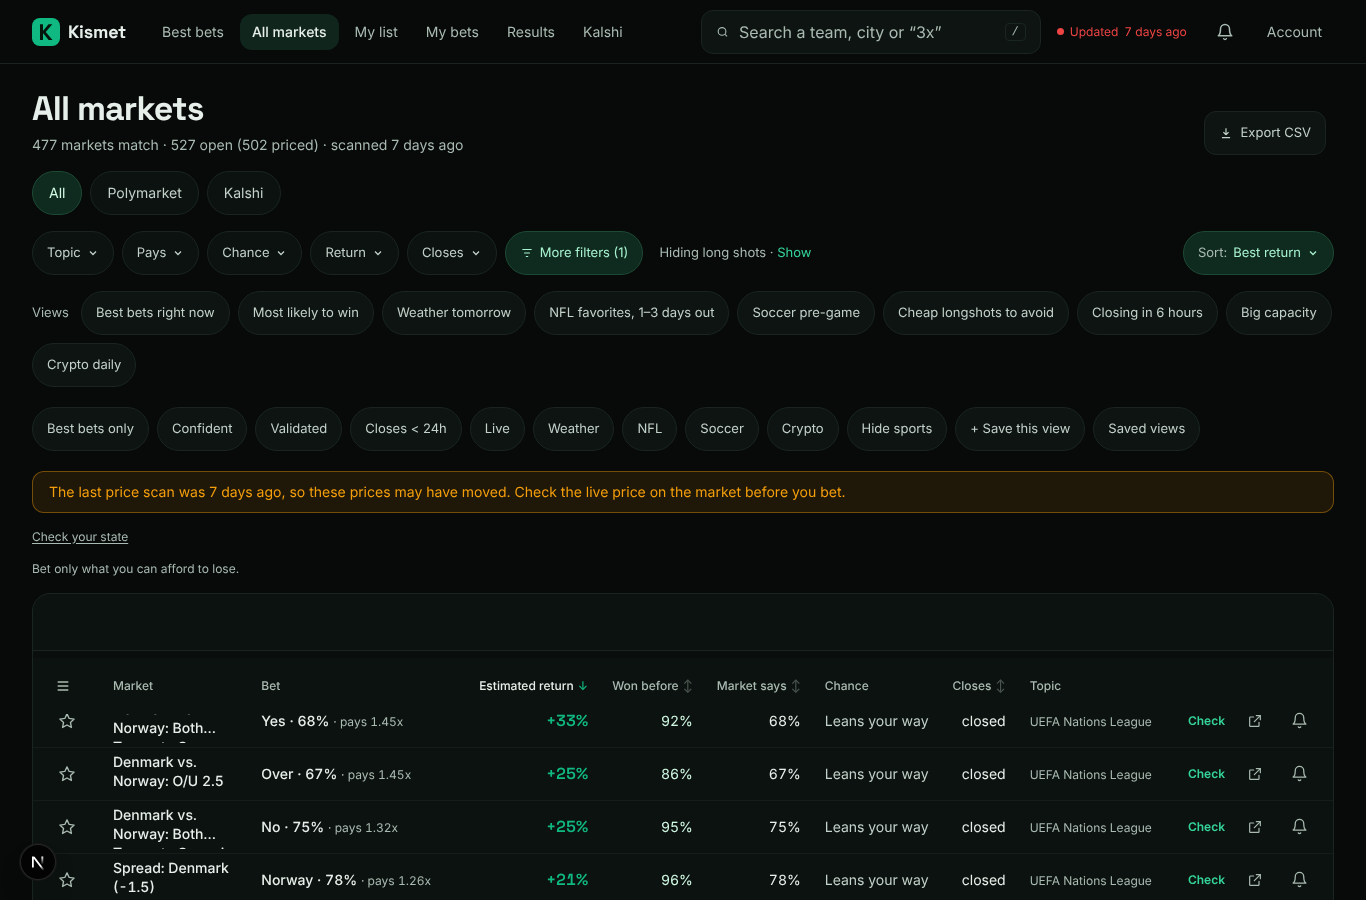 K Kismet Best bets All markets My list My bets Results Kalshi Search a team, city or “3x” / Updated 7 days ago Account
All markets
477 markets match · 527 open (502 priced) · scanned 7 days ago
Export CSV
All Polymarket Kalshi
Topic Pays Chance Return Closes More filters (1) Hiding long shots · Show Sort: Best return
Views Best bets right now Most likely to win Weather tomorrow NFL favorites, 1–3 days out Soccer pre-game Cheap longshots to avoid Closing in 6 hours Big capacity
Crypto daily
Best bets only Confident Validated Closes < 24h Live Weather NFL Soccer Crypto Hide sports + Save this view Saved views
The last price scan was 7 days ago, so these prices may have moved. Check the live price on the market before you bet.
Check your state
Bet only what you can afford to lose.
Market Bet Estimated return Won before Market says Chance Closes Topic
Norway: Both... Yes · 68% · pays 1.45x +33% 92% 68% Leans your way closed UEFA Nations League Check
Denmark vs.
Norway: O/U 2.5 Over · 67% · pays 1.45x +25% 86% 67% Leans your way closed UEFA Nations League Check
Denmark vs.
Norway: Both... No · 75% · pays 1.32x +25% 95% 75% Leans your way closed UEFA Nations League Check
Spread: Denmark
(-1.5) Norway · 78% · pays 1.26x +21% 96% 78% Leans your way closed UEFA Nations League Check
N